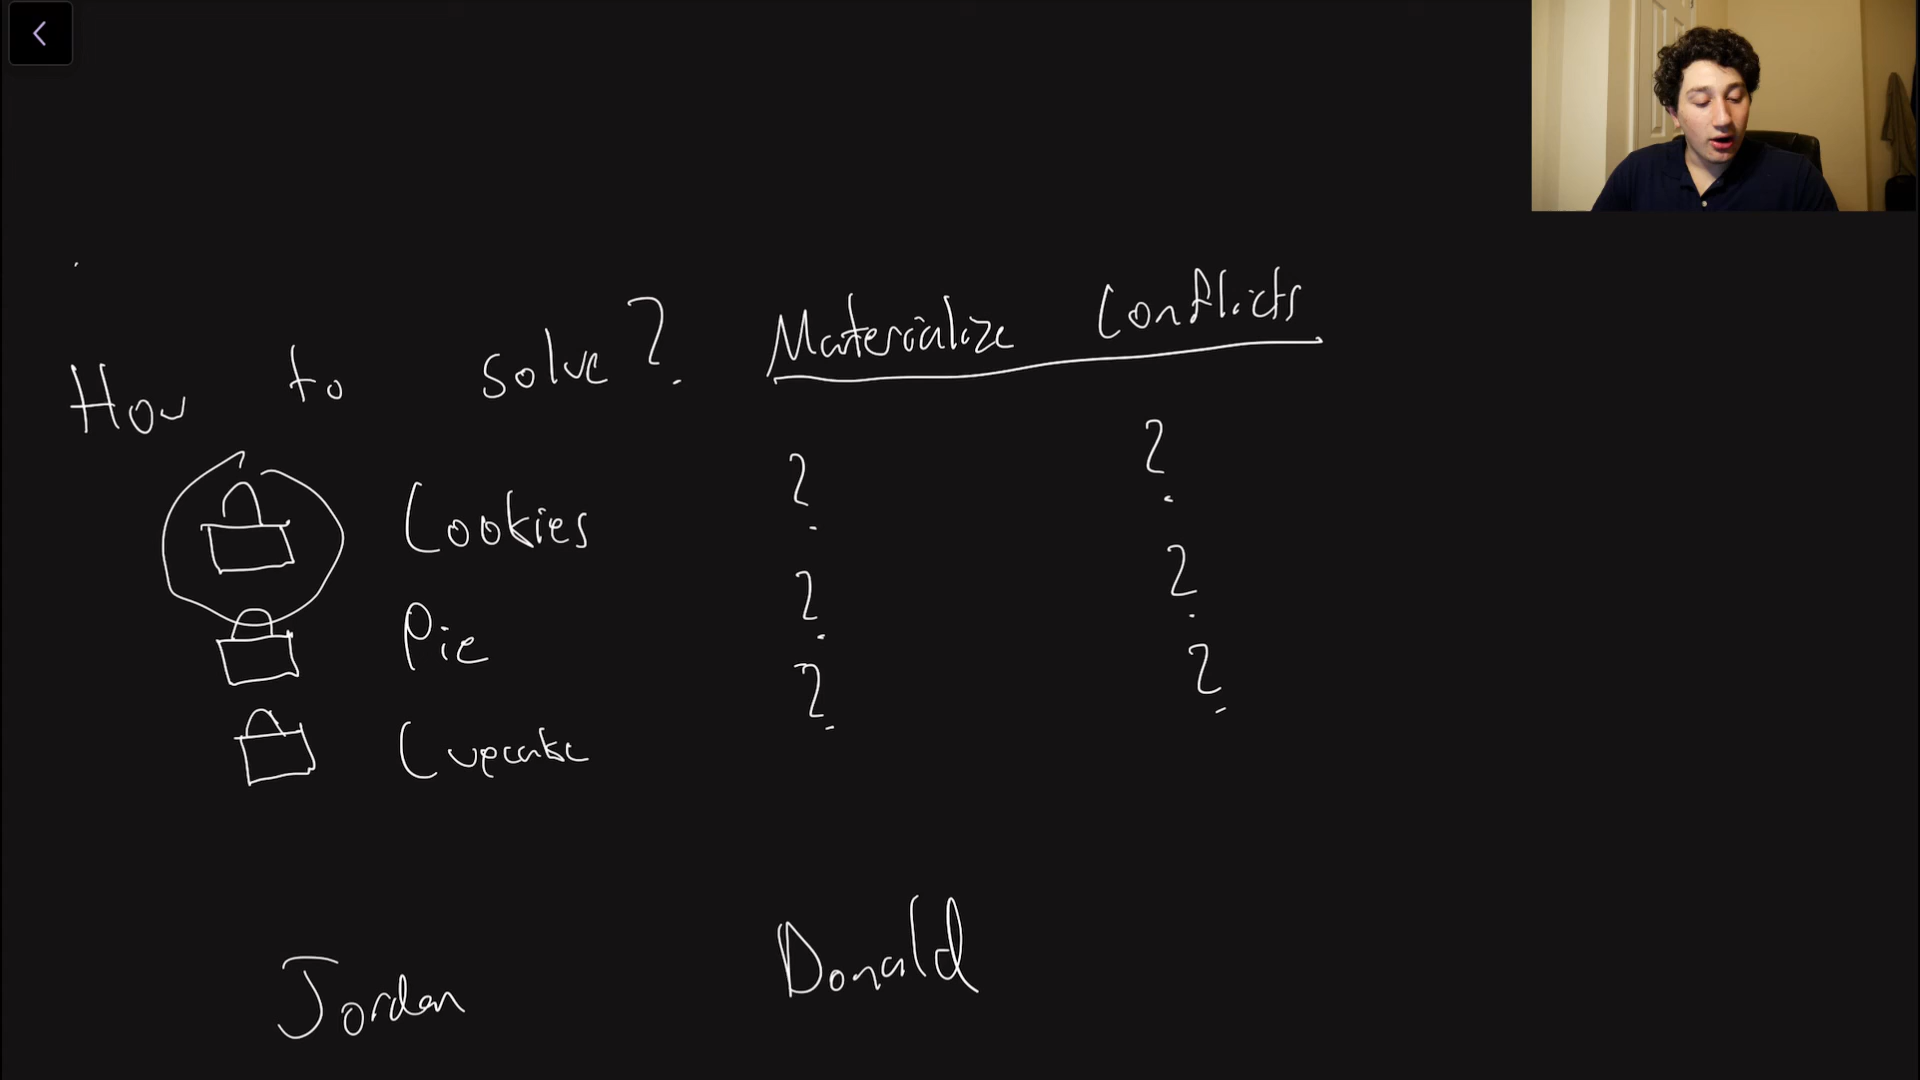 How to solve? Materialize Conflicts
Cookies ? ?
Pie ? ?
Cupcake ? ?
Jordan Donald